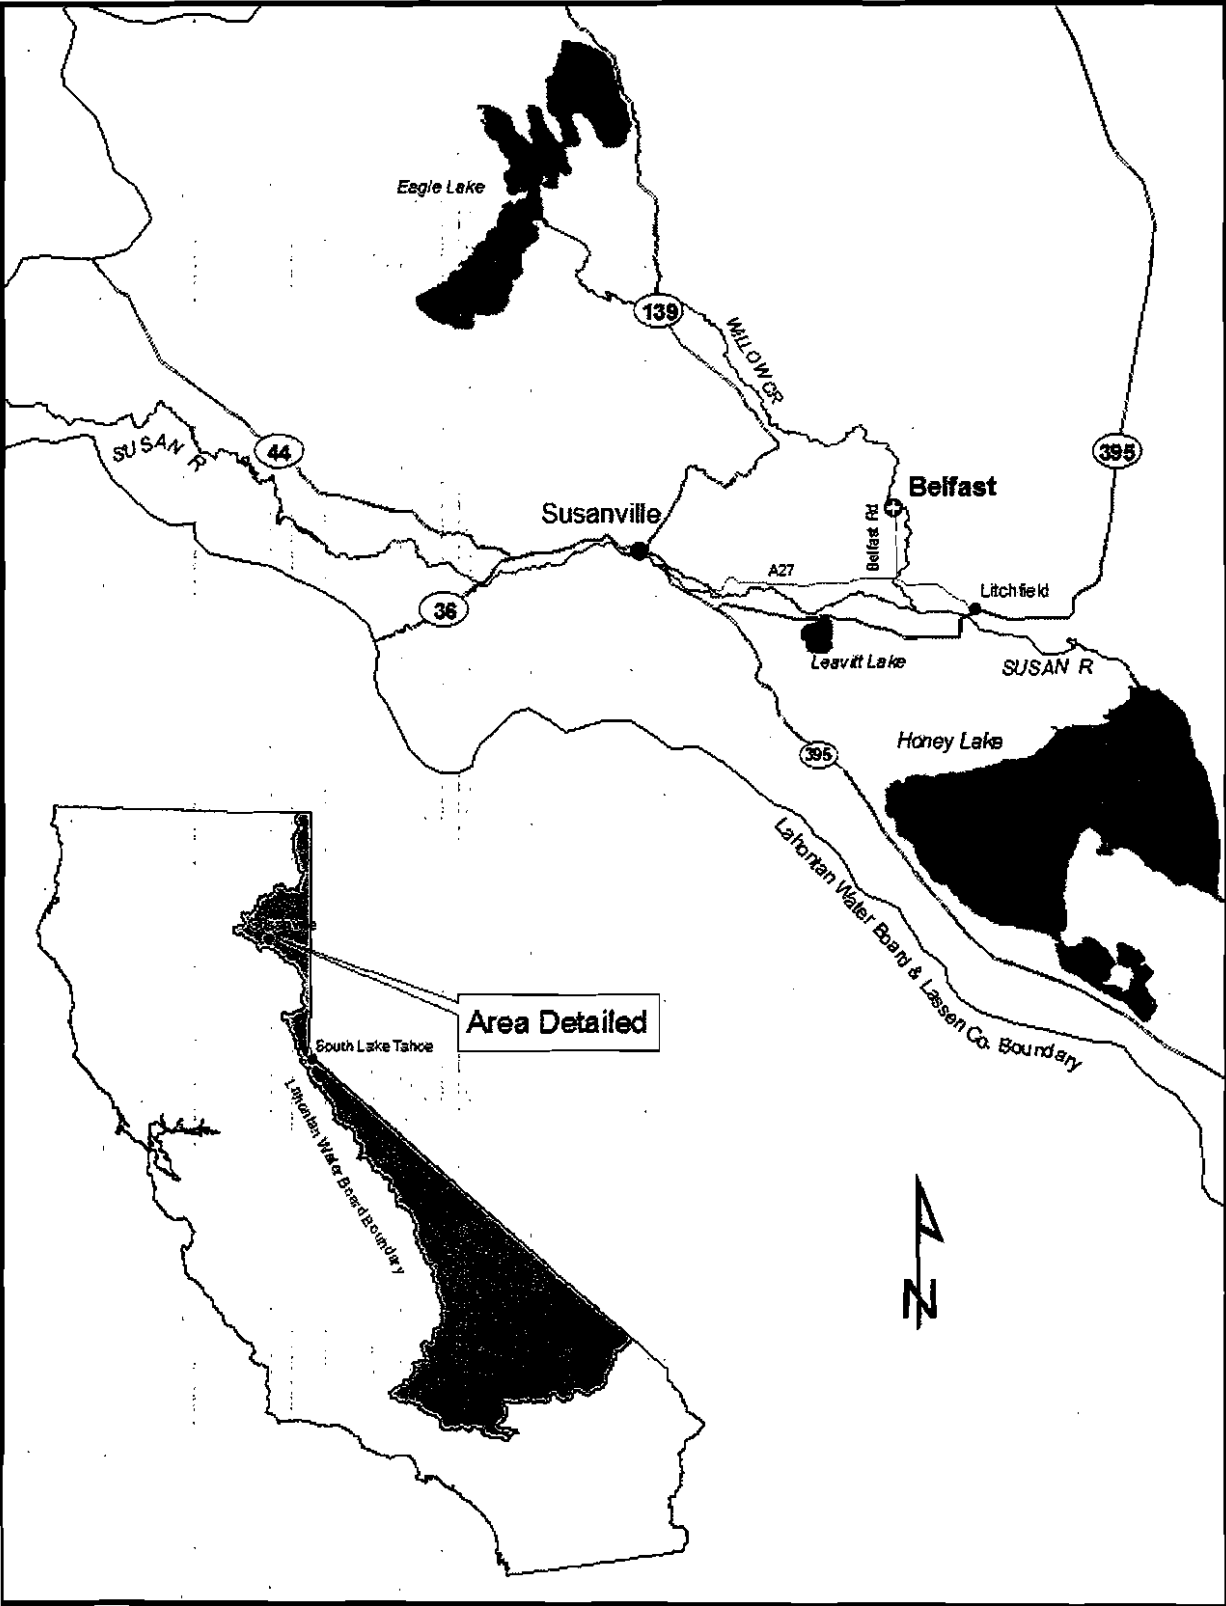 Eagle Lake
139
WILLOW CR
SUSAN R
44
395
Belfast
Susanville
Belfast Rd
A27
Litchfield
36
Leavitt Lake
SUSAN R
Honey Lake
395
Lahontan Water Board & Lassen Co. Boundary
Area Detailed
South Lake Tahoe
Lahontan Water Board Boundary
N